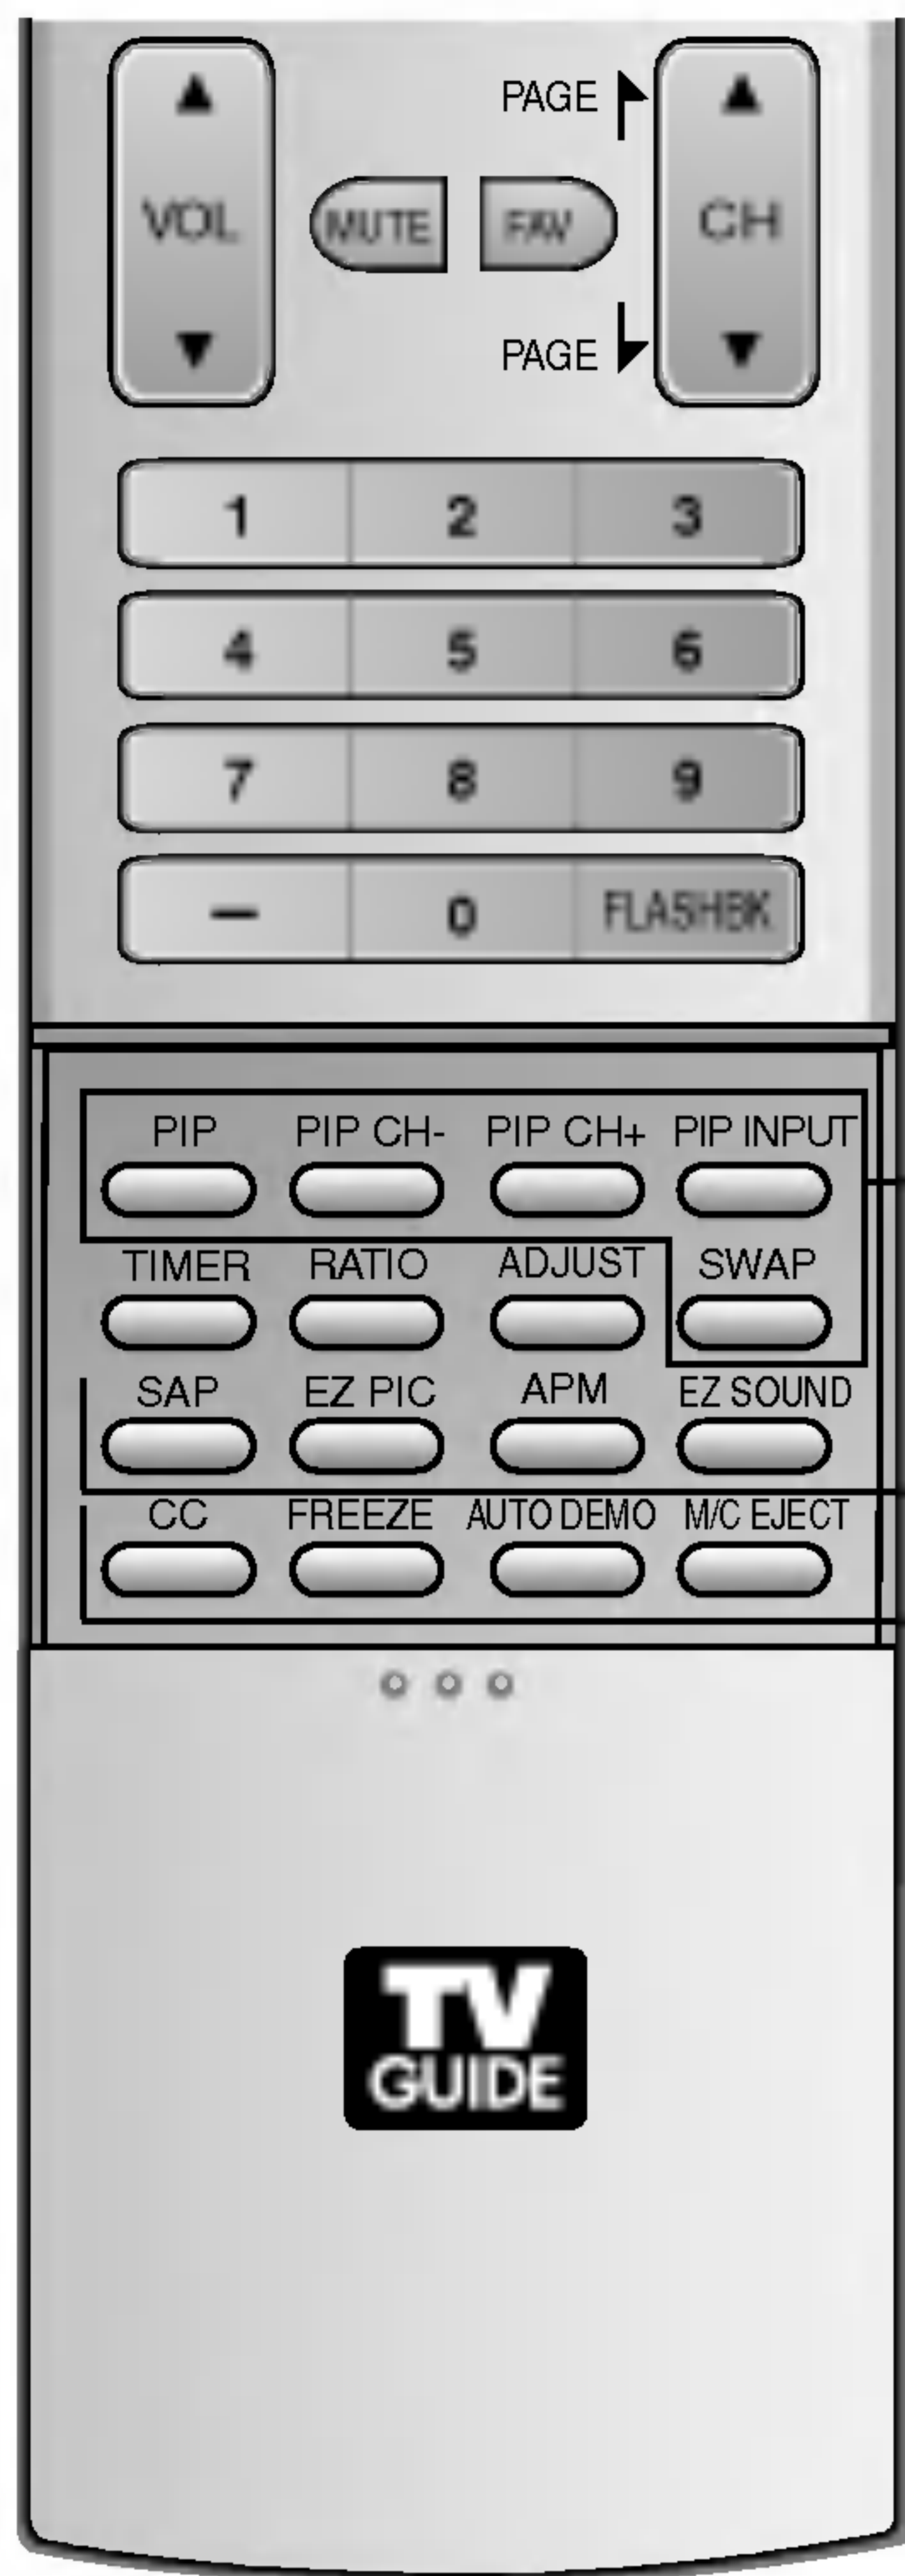 PAGE
VOL MUTE FAV CH
PAGE
1 2 3
4 5 6
7 8 9
— 0 FLASHBK
PIP PIP CH- PIP CH+ PIP INPUT
TIMER RATIO ADJUST SWAP
SAP EZ PIC APM EZ SOUND
CC FREEZE AUTO DEMO M/C EJECT
TV
GUIDE